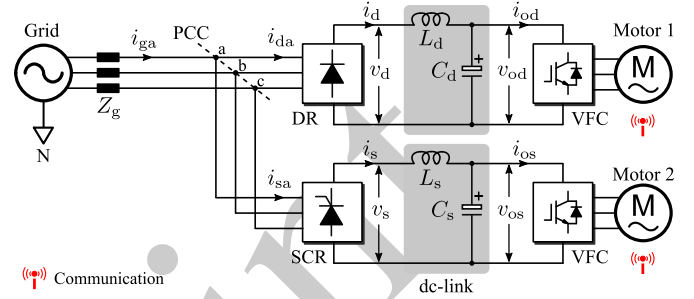 Grid
i_ga
PCC
i_da
a
b
c
Z_g
N
DR
i_d
L_d
i_od
v_d
C_d
+
v_od
VFC
Motor 1
M
i_sa
SCR
i_s
L_s
i_os
v_s
C_s
+
v_os
VFC
Motor 2
M
dc-link
Communication